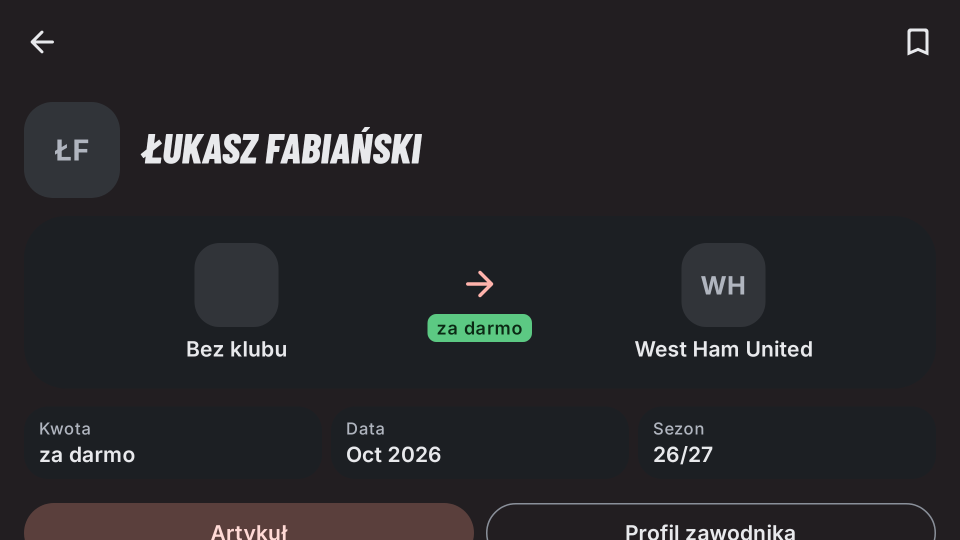 ŁF
ŁUKASZ FABIAŃSKI
WH
za darmo
Bez klubu
West Ham United
Kwota
za darmo
Data
Oct 2026
Sezon
26/27
Artykuł
Profil zawodnika